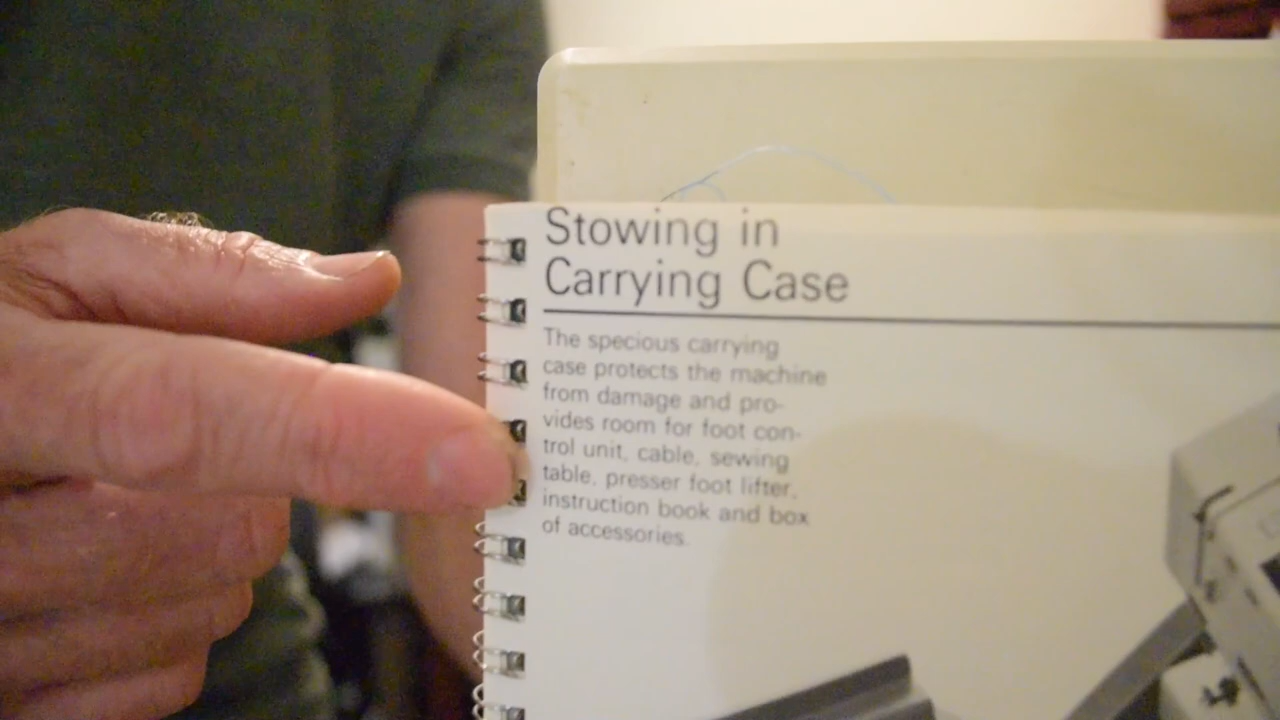 Stowing in
Carrying Case
The specious carrying
case protects the machine
from damage and pro-
vides room for foot con-
trol unit, cable, sewing
table, presser foot lifter,
instruction book and box
of accessories.